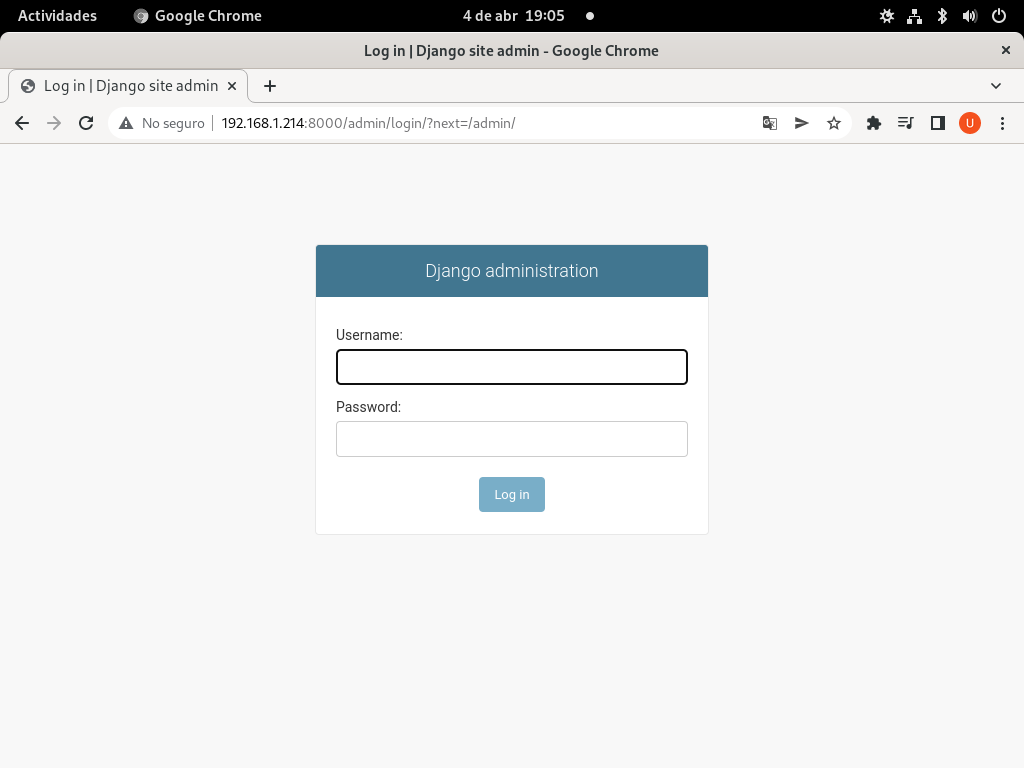 Actividades Google Chrome 4 de abr 19:05
Log in | Django site admin - Google Chrome
Log in | Django site admin
No seguro 192.168.1.214:8000/admin/login/?next=/admin/ U
Django administration
Username:
Password:
Log in